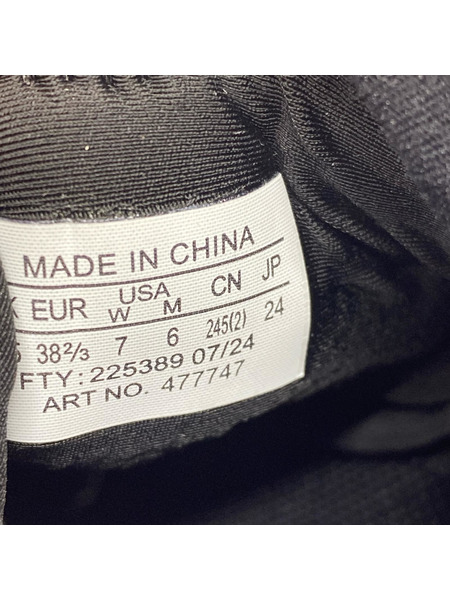 MADE IN CHINA
EUR USA CN JP
W M
38⅔ 7 6 245(2) 24
FTY: 225389 07/24
ART NO. 477747